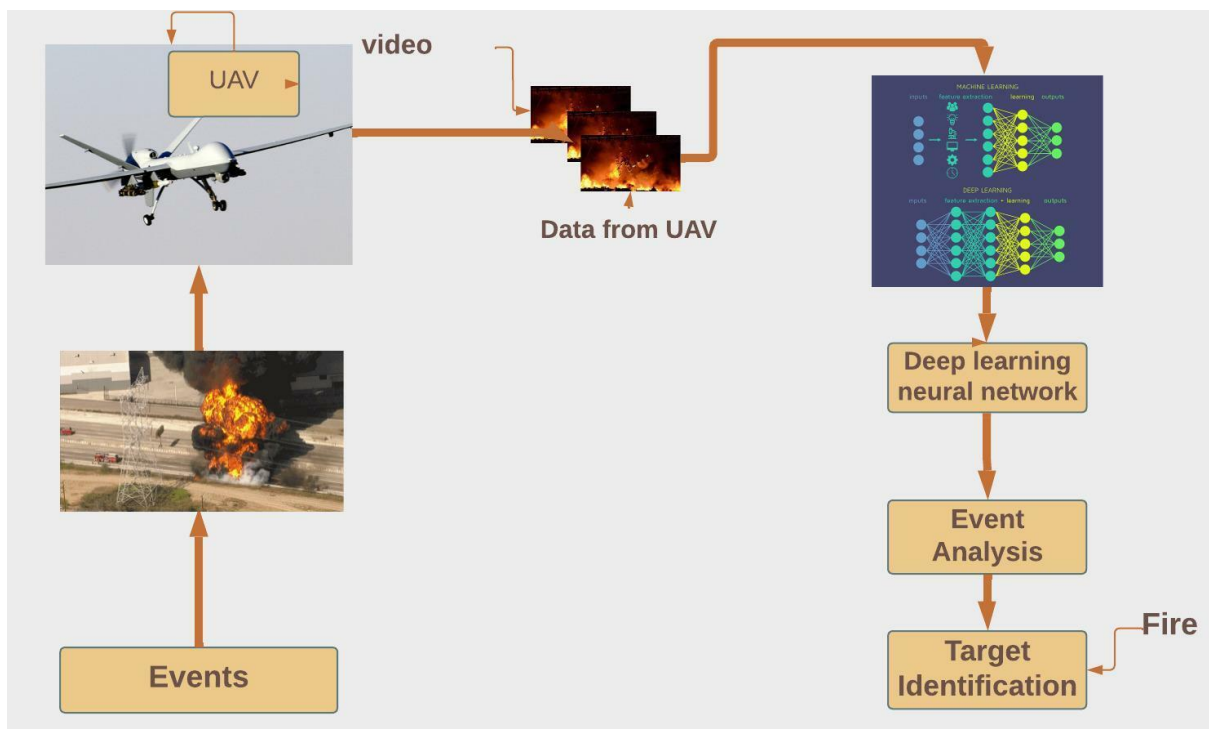 UAV
video
Data from UAV
MACHINE LEARNING
inputs feature extraction learning outputs
DEEP LEARNING
inputs feature extraction + learning outputs
Deep learning
neural network
Event
Analysis
Target
Identification
Fire
Events